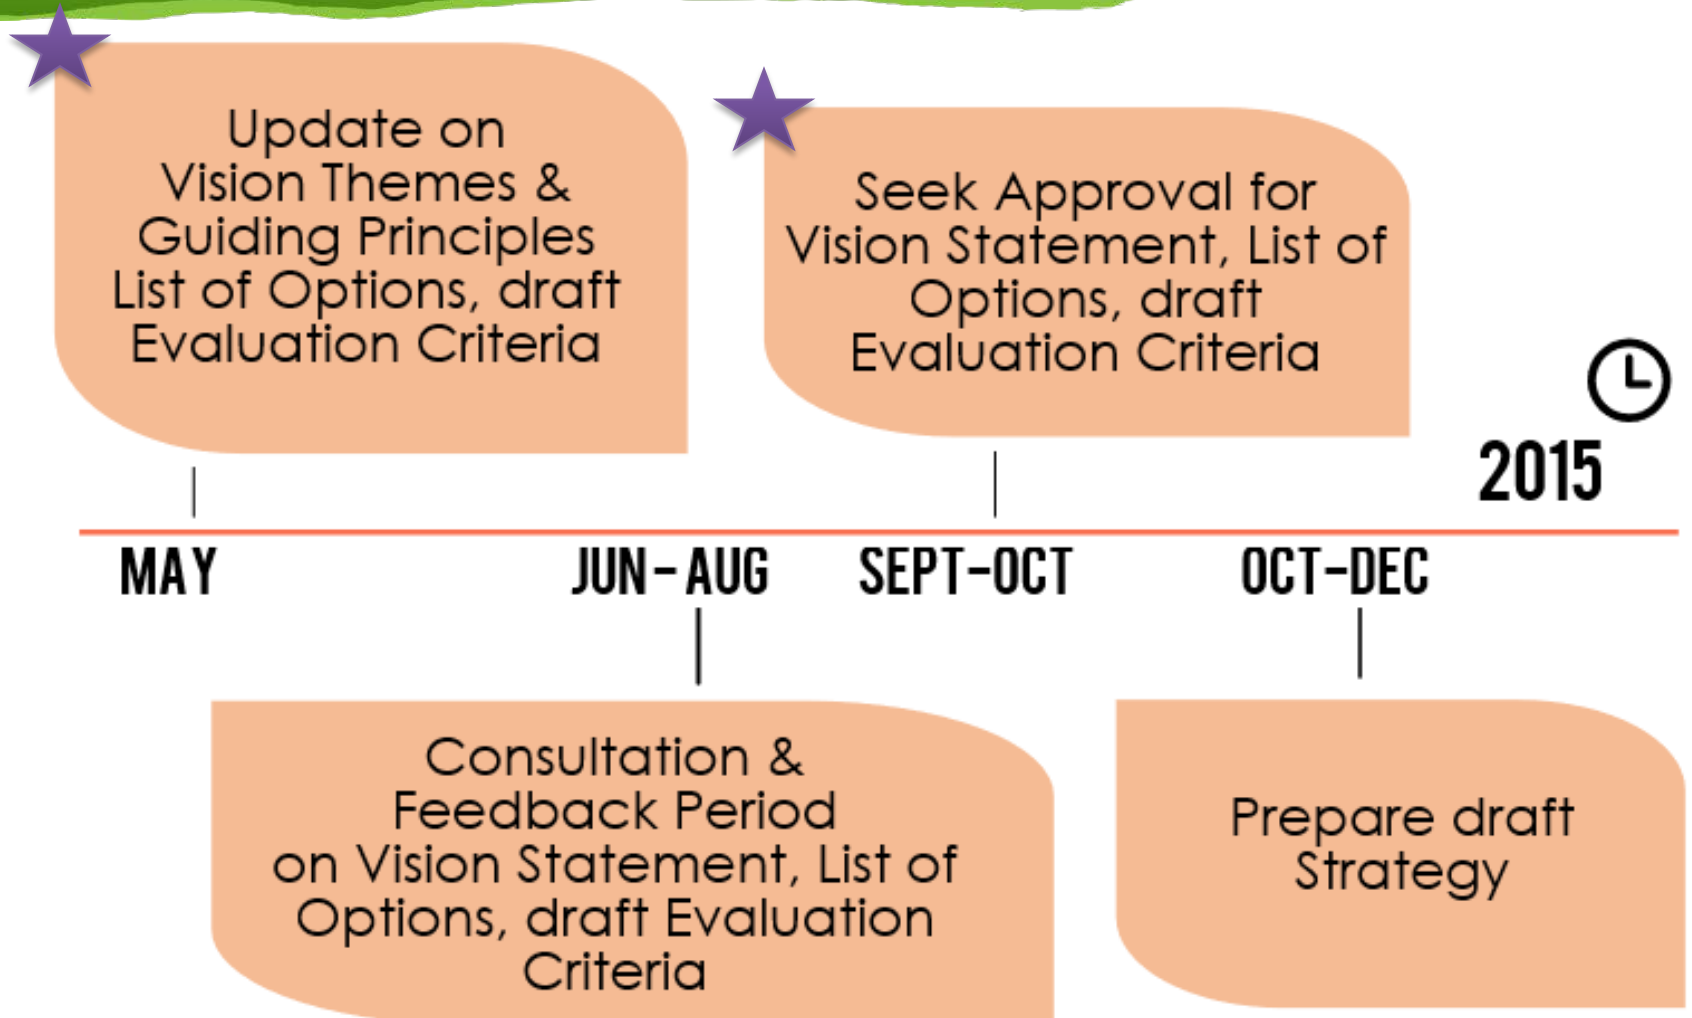 Update on
Vision Themes &
Guiding Principles
List of Options, draft
Evaluation Criteria
Seek Approval for
Vision Statement, List of
Options, draft
Evaluation Criteria
2015
MAY
JUN-AUG
SEPT-OCT
OCT-DEC
Consultation &
Feedback Period
on Vision Statement, List of
Options, draft Evaluation
Criteria
Prepare draft
Strategy